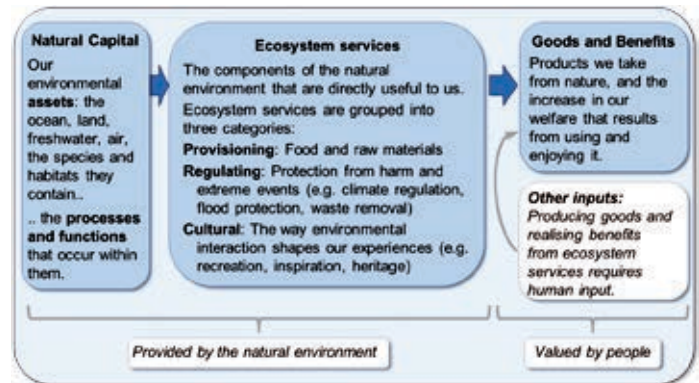 Natural Capital
Our
environmental
assets: the
ocean, land,
freshwater, air,
the species and
habitats they
contain..
.. the processes
and functions
that occur within
them.
Ecosystem services
The components of the natural
environment that are directly useful to us.
Ecosystem services are grouped into
three categories:
Provisioning: Food and raw materials
Regulating: Protection from harm and
extreme events (e.g. climate regulation,
flood protection, waste removal)
Cultural: The way environmental
interaction shapes our experiences (e.g.
recreation, inspiration, heritage)
Goods and Benefits
Products we take
from nature, and the
increase in our
welfare that results
from using and
enjoying it.
Other inputs:
Producing goods and
realising benefits
from ecosystem
services requires
human input.
Provided by the natural environment
Valued by people